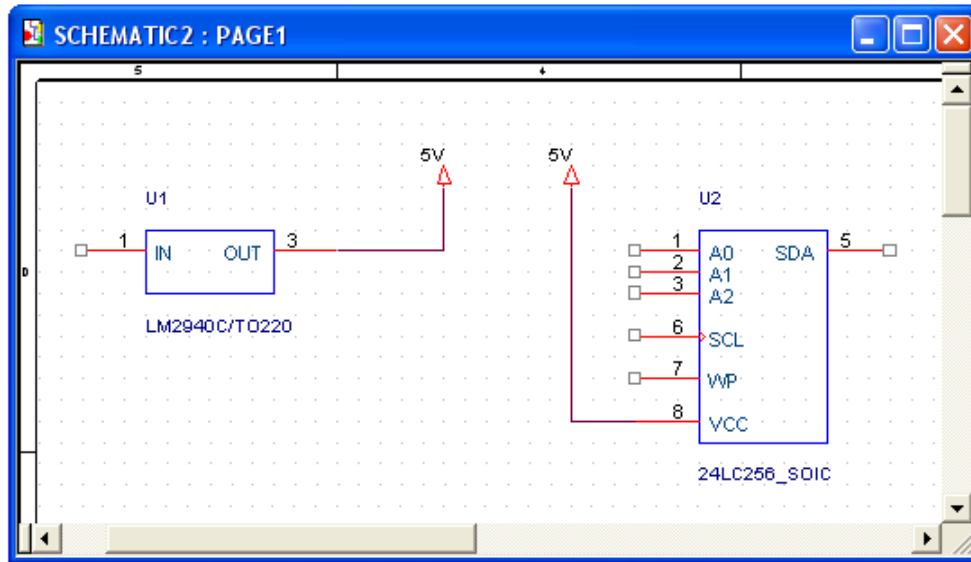 SCHEMATIC2 : PAGE1
5 4
5V 5V
U1 U2
1 IN OUT 3
LM2940C/TO220
1 A0 SDA 5
2 A1
3 A2
6 SCL
7 WP
8 VCC
24LC256_SOIC
D